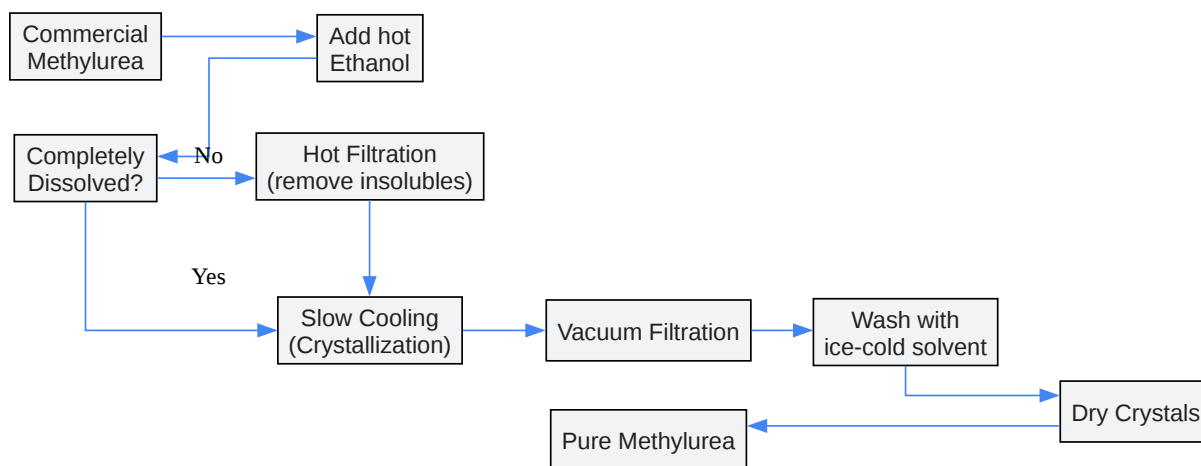 Commercial
Methylurea
Add hot
Ethanol
Completely
Dissolved?
No
Hot Filtration
(remove insolubles)
Yes
Slow Cooling
(Crystallization)
Vacuum Filtration
Wash with
ice-cold solvent
Dry Crystals
Pure Methylurea